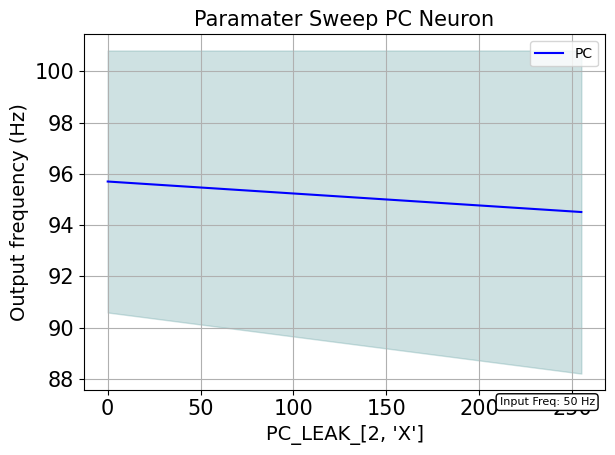 Paramater Sweep PC Neuron
PC
Output frequency (Hz)
100
98
96
94
92
90
88
0 50 100 150 200 250
Input Freq: 50 Hz
PC_LEAK_[2, 'X']